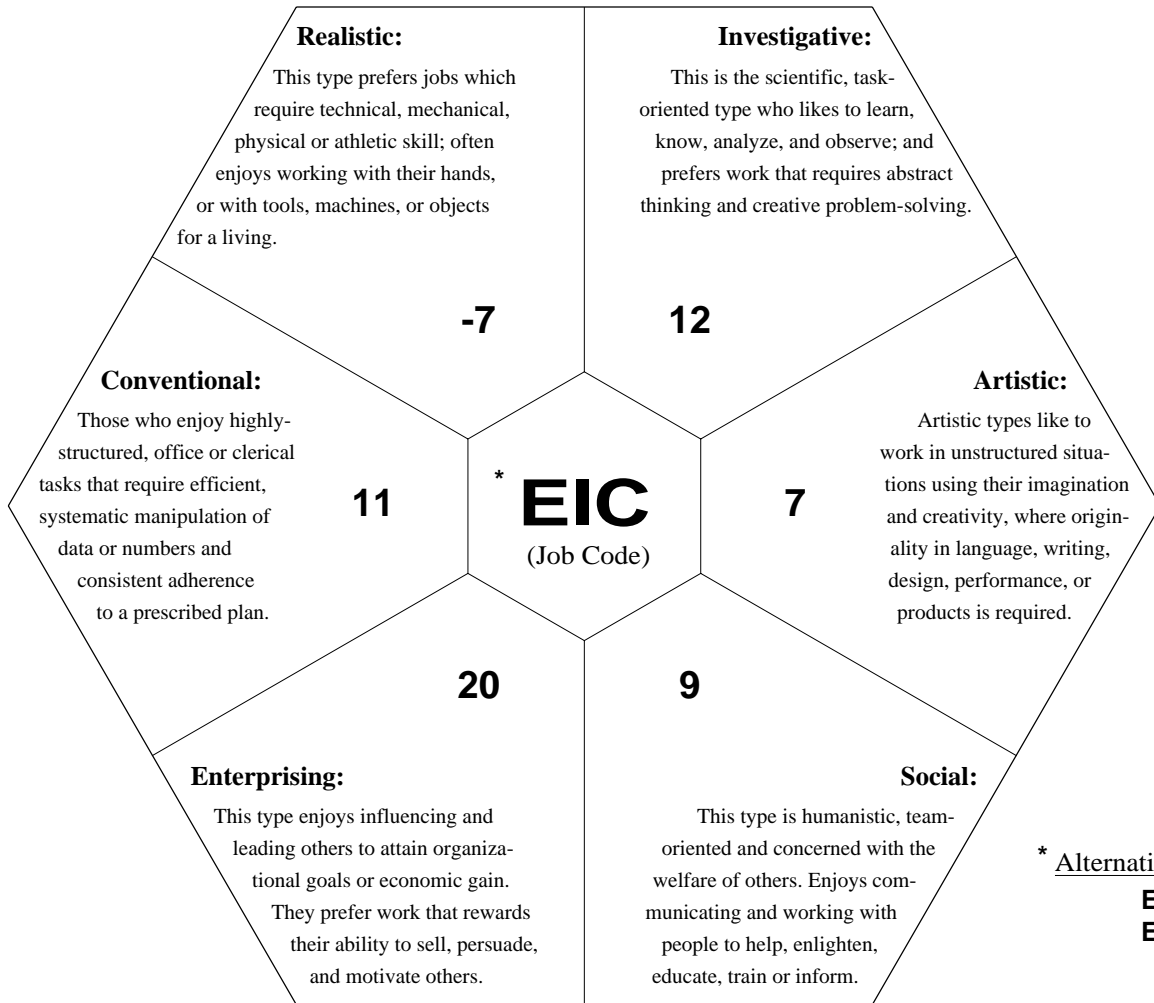 Realistic:
This type prefers jobs which
require technical, mechanical,
physical or athletic skill; often
enjoys working with their hands,
or with tools, machines, or objects
for a living.
-7
Investigative:
This is the scientific, task-
oriented type who likes to learn,
know, analyze, and observe; and
prefers work that requires abstract
thinking and creative problem-solving.
12
Conventional:
Those who enjoy highly-
structured, office or clerical
tasks that require efficient,
systematic manipulation of
data or numbers and
consistent adherence
to a prescribed plan.
11
* EIC
(Job Code)
7
Artistic:
Artistic types like to
work in unstructured situa-
tions using their imagination
and creativity, where origin-
ality in language, writing,
design, performance, or
products is required.
20
Enterprising:
This type enjoys influencing and
leading others to attain organiza-
tional goals or economic gain.
They prefer work that rewards
their ability to sell, persuade,
and motivate others.
9
Social:
This type is humanistic, team-
oriented and concerned with the
welfare of others. Enjoys com-
municating and working with
people to help, enlighten,
educate, train or inform.
* Alternati
E
E